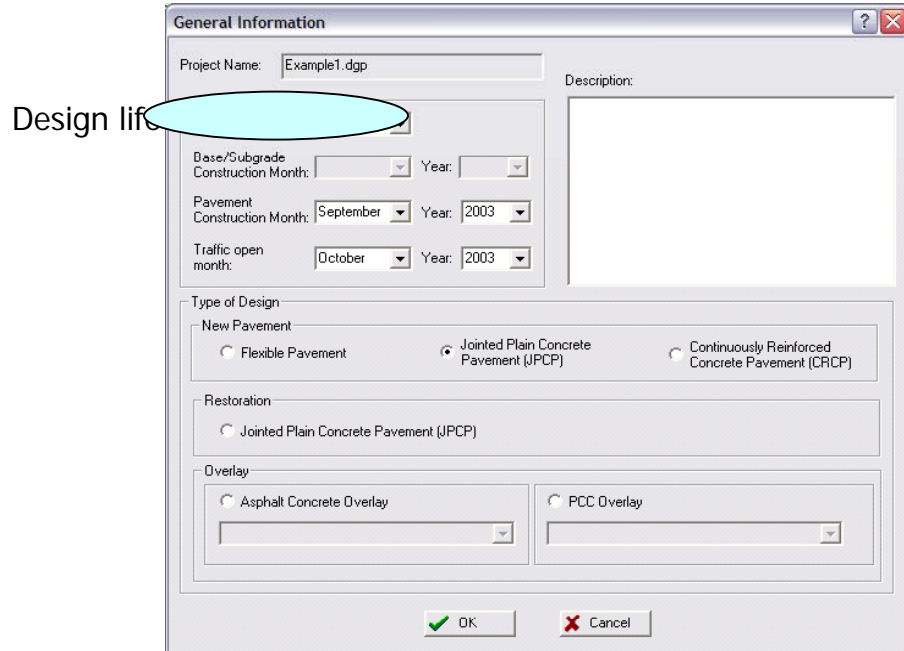 General Information
Project Name: Example1.dgp
Description:
Design
Base/Subgrade
Construction Month: Year:
Pavement
Construction Month: September Year: 2003
Traffic open
month: October Year: 2003
Type of Design
New Pavement
Flexible Pavement
Jointed Plain Concrete
Pavement (JPCP)
Continuously Reinforced
Concrete Pavement (CRCP)
Restoration
Jointed Plain Concrete Pavement (JPCP)
Overlay
Asphalt Concrete Overlay
PCC Overlay
OK
Cancel